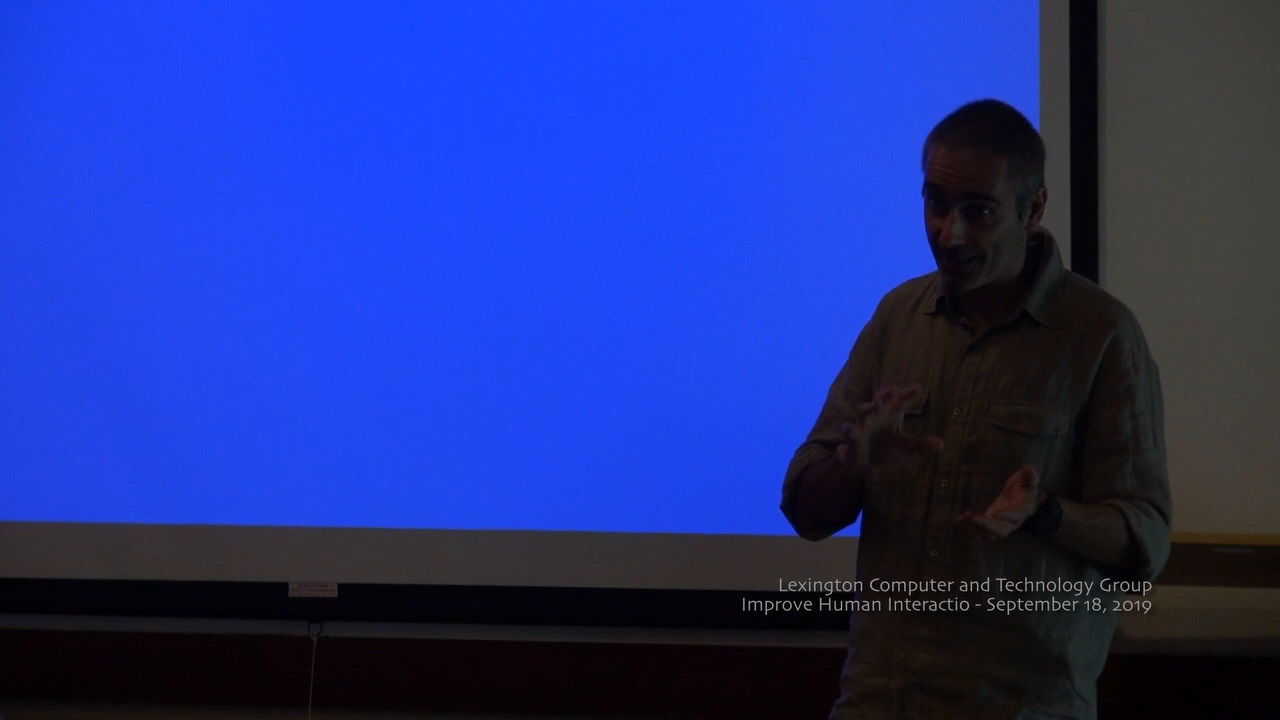 Lexington Computer and Technology Group
Improve Human Interactio - September 18, 2019